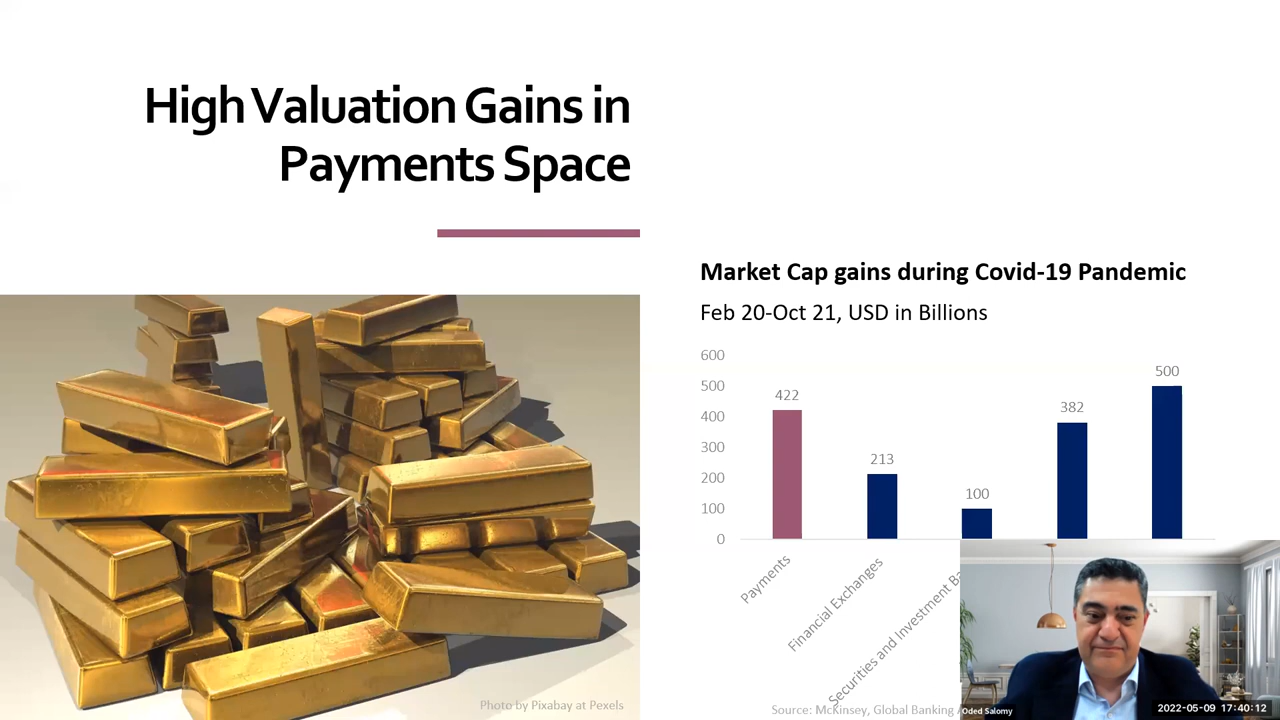 High Valuation Gains in
Payments Space
Market Cap gains during Covid-19 Pandemic
Feb 20-Oct 21, USD in Billions
600
500
400
300
200
100
0
422
213
100
382
500
Payments
Financial Exchanges
Securities and Investment
Photo by Pixabay at Pexels
Source: McKinsey, Global Banking
Oded Salomy
2022-05-09 17:40:12